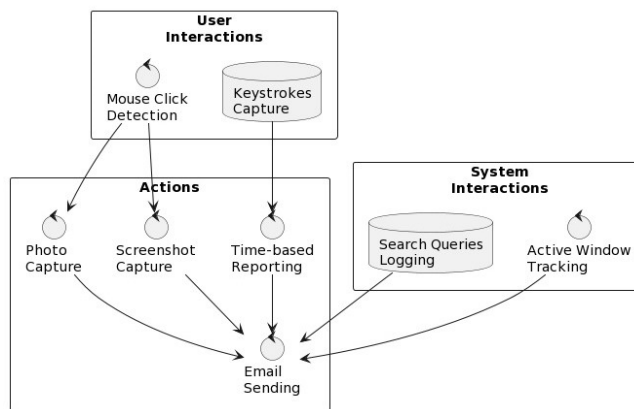 User
Interactions
Mouse Click
Detection
Keystrokes
Capture
Actions
Photo
Capture
Screenshot
Capture
Time-based
Reporting
Email
Sending
System
Interactions
Search Queries
Logging
Active Window
Tracking